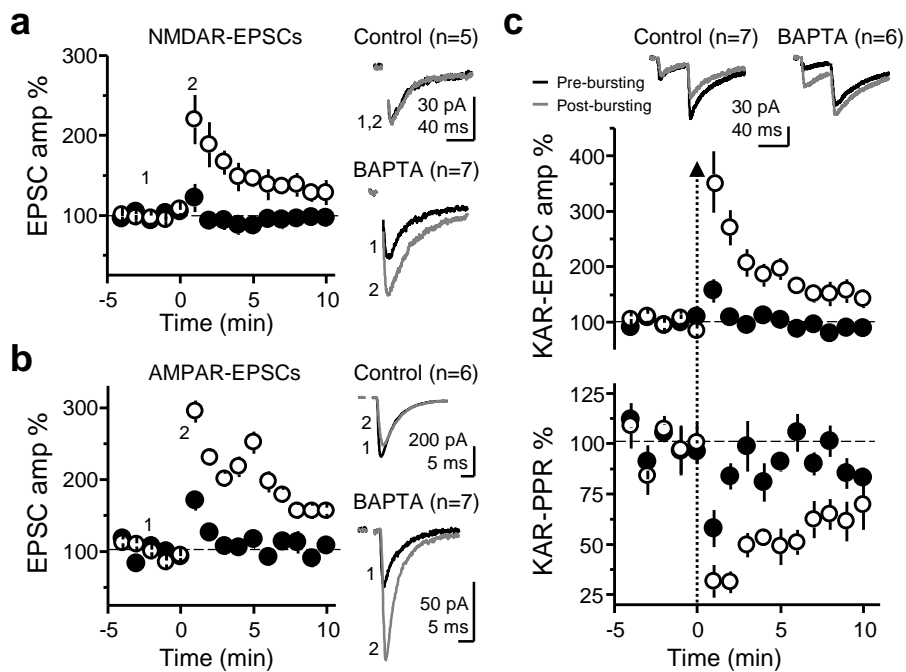 a
NMDAR-EPSCs
EPSC amp %
300
200
100
-5 0 5 10
Time (min)
1
2
Control (n=5)
1,2
30 pA
40 ms
BAPTA (n=7)
1
2
b
AMPAR-EPSCs
EPSC amp %
300
200
100
-5 0 5 10
Time (min)
1
2
Control (n=6)
2
1
200 pA
5 ms
BAPTA (n=7)
1
2
50 pA
5 ms
c
Control (n=7) BAPTA (n=6)
Pre-bursting
Post-bursting
30 pA
40 ms
KAR-EPSC amp %
400
300
200
100
KAR-PPR %
125
100
75
50
25
-5 0 5 10
Time (min)